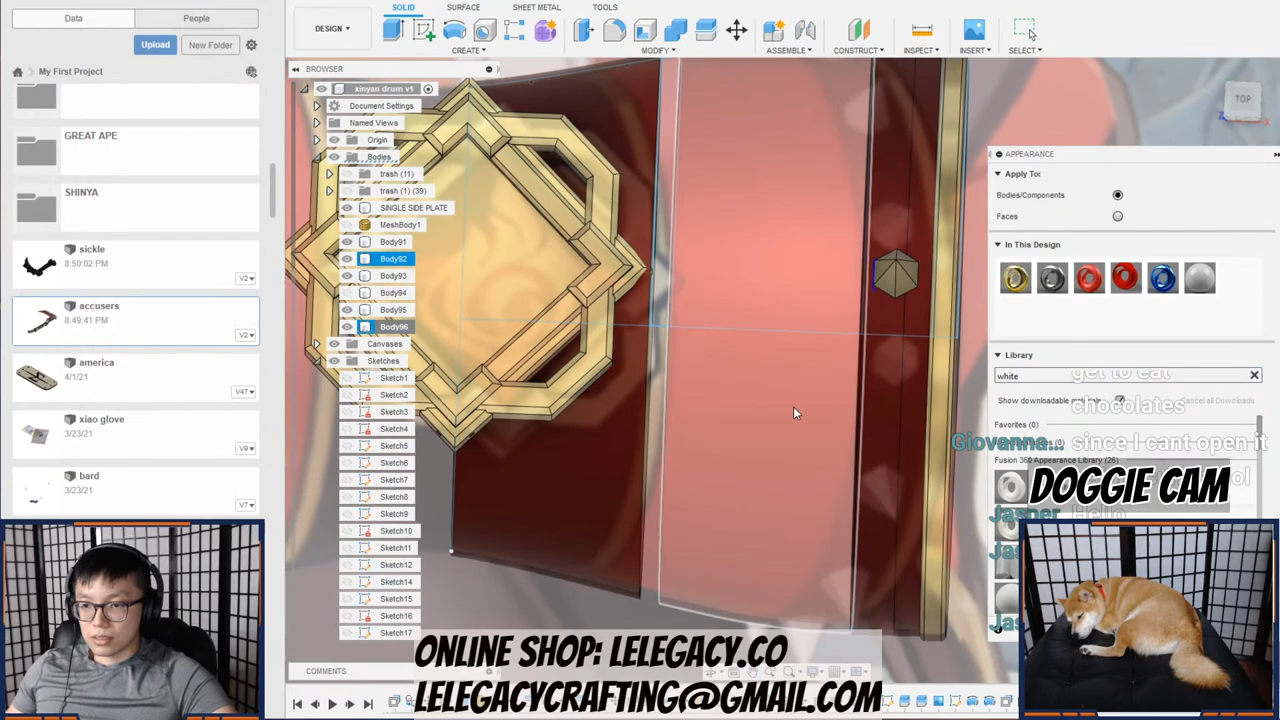 Data
People
Upload
New Folder
My First Project
GREAT APE
SHINYA
sickle
8:50:02 PM
V2▾
accusers
8:49:41 PM
V2▾
america
4/1/21
V47▾
xiao glove
3/23/21
V9▾
bard
3/23/21
V7▾
DESIGN ▾
SOLID
SURFACE
SHEET METAL
TOOLS
CREATE ▾
MODIFY ▾
ASSEMBLE ▾
CONSTRUCT ▾
INSPECT ▾
INSERT ▾
SELECT ▾
BROWSER
xinyan drum v1
Document Settings
Named Views
Origin
Bodies
trash (11)
trash (1) (39)
SINGLE SIDE PLATE
MeshBody1
Body91
Body92
Body93
Body94
Body95
Body96
Canvases
Sketches
Sketch1
Sketch2
Sketch3
Sketch4
Sketch5
Sketch6
Sketch7
Sketch8
Sketch9
Sketch10
Sketch11
Sketch12
Sketch14
Sketch15
Sketch16
Sketch17
COMMENTS
TOP
Z
X
APPEARANCE
Apply To:
Bodies/Components
Faces
In This Design
Library
white
Show downloadable
Cancel all Downloads
Favorites (0)
Fusion 360 Appearance Library (26)
get to eat
chocolates
Giovanna... since I cant open it
DOGGIE CAM
Jasper Hello
ONLINE SHOP: LELEGACY.CO
LELEGACYCRAFTING@GMAIL.COM